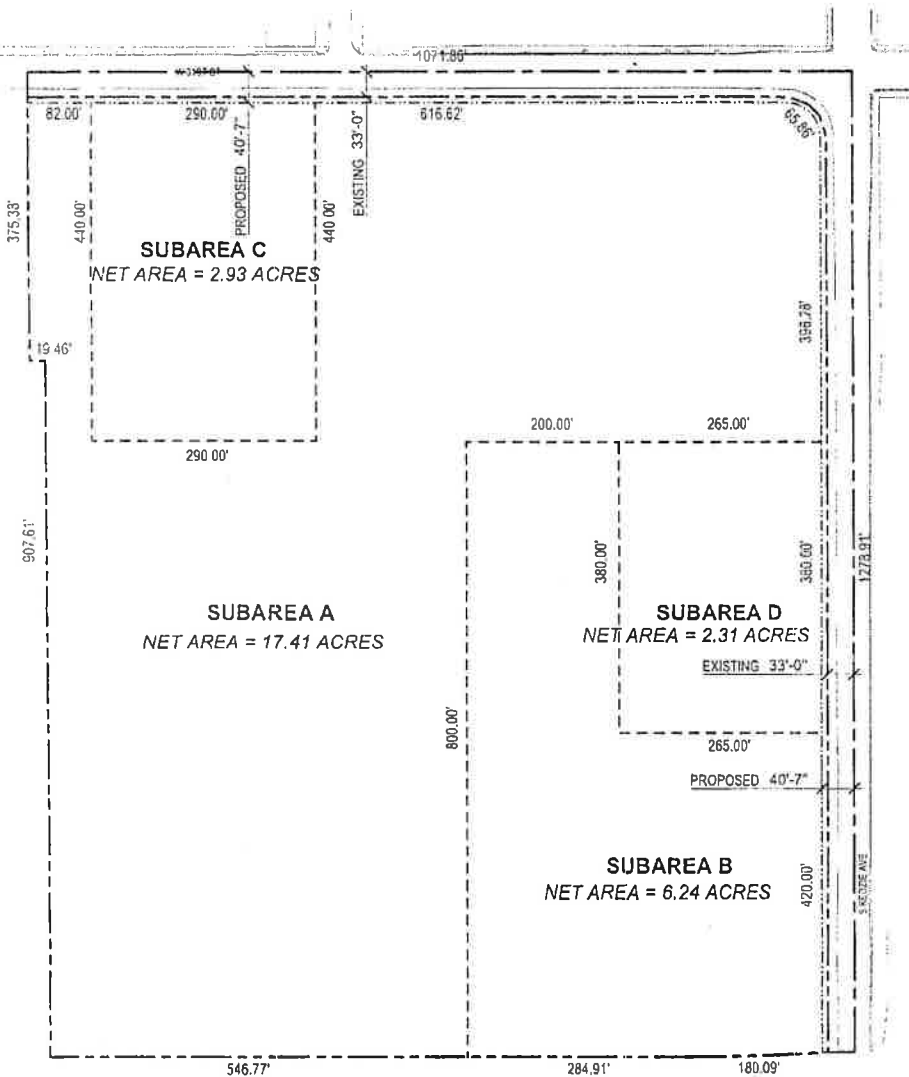 1071.86'
82.00'
290.00'
616.62'
65.86'
PROPOSED 40'-7"
EXISTING 33'-0"
375.33'
440.00'
440.00'
SUBAREA C
NET AREA = 2.93 ACRES
396.78'
19.46'
290.00'
200.00'
265.00'
907.61'
380.00'
380.00'
1278.91'
SUBAREA A
NET AREA = 17.41 ACRES
SUBAREA D
NET AREA = 2.31 ACRES
EXISTING 33'-0"
800.00'
265.00'
PROPOSED 40'-7"
SUBAREA B
NET AREA = 6.24 ACRES
420.00'
S KEDZIE AVE
546.77'
284.91'
180.09'